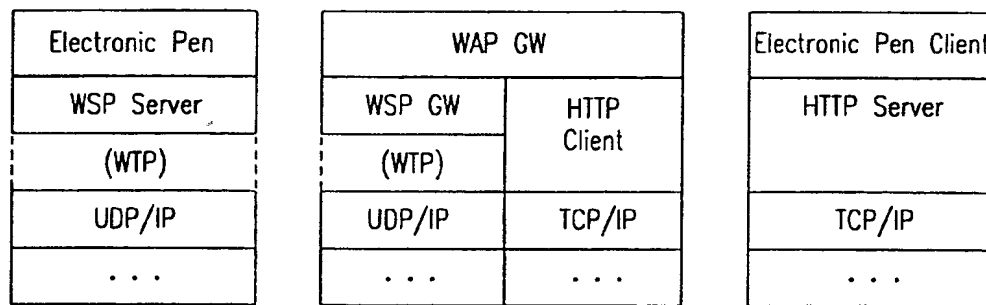 Electronic Pen
WSP Server
(WTP)
UDP/IP
...
WAP GW
WSP GW
(WTP)
UDP/IP
...
HTTP
Client
TCP/IP
...
Electronic Pen Client
HTTP Server
TCP/IP
...